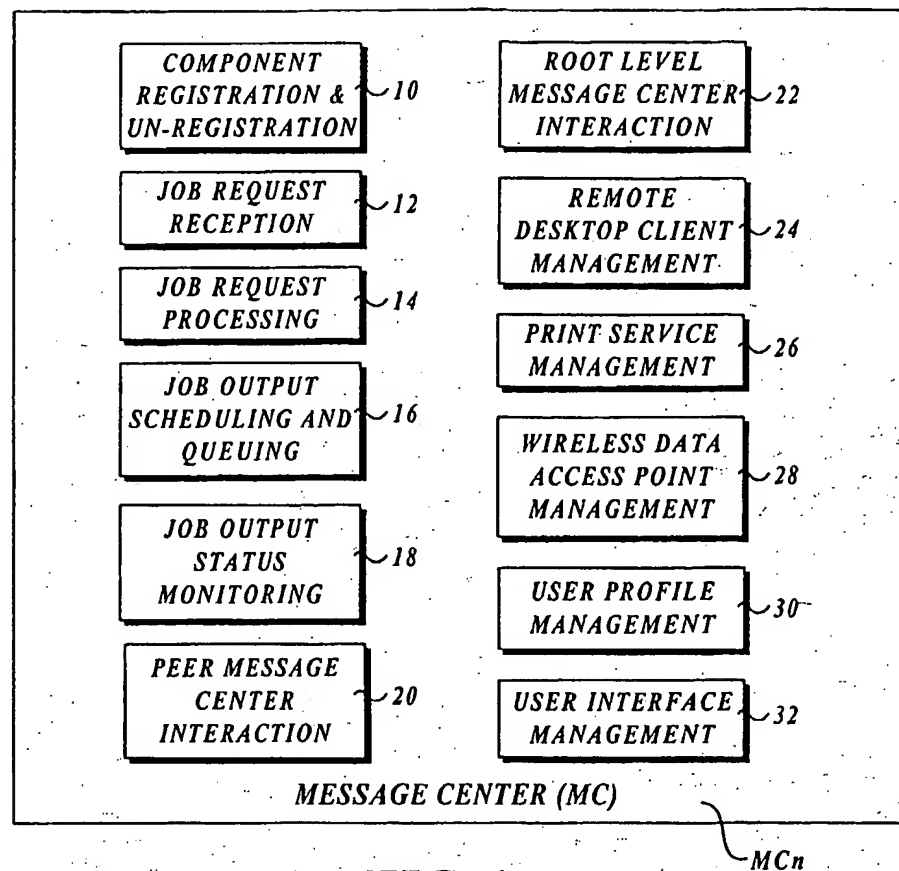 COMPONENT
REGISTRATION &
UN-REGISTRATION
10
JOB REQUEST
RECEPTION
12
JOB REQUEST
PROCESSING
14
JOB OUTPUT
SCHEDULING AND
QUEUING
16
JOB OUTPUT
STATUS
MONITORING
18
PEER MESSAGE
CENTER
INTERACTION
20
ROOT LEVEL
MESSAGE CENTER
INTERACTION
22
REMOTE
DESKTOP CLIENT
MANAGEMENT
24
PRINT SERVICE
MANAGEMENT
26
WIRELESS DATA
ACCESS POINT
MANAGEMENT
28
USER PROFILE
MANAGEMENT
30
USER INTERFACE
MANAGEMENT
32
MESSAGE CENTER (MC)
MCn